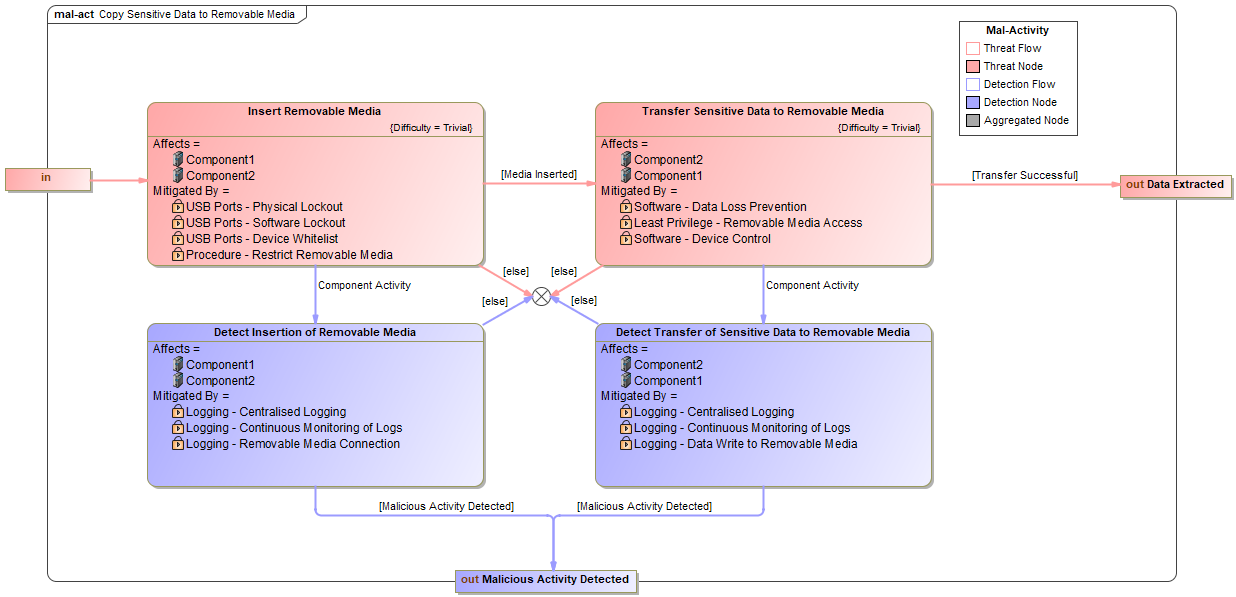 mal-act Copy Sensitive Data to Removable Media
Mal-Activity
Threat Flow
Threat Node
Detection Flow
Detection Node
Aggregated Node
in
Insert Removable Media
{Difficulty = Trivial}
Affects =
Component1
Component2
Mitigated By =
USB Ports - Physical Lockout
USB Ports - Software Lockout
USB Ports - Device Whitelist
Procedure - Restrict Removable Media
[Media Inserted]
Transfer Sensitive Data to Removable Media
{Difficulty = Trivial}
Affects =
Component2
Component1
Mitigated By =
Software - Data Loss Prevention
Least Privilege - Removable Media Access
Software - Device Control
[Transfer Successful]
out Data Extracted
[else]
[else]
Component Activity
Component Activity
[else]
[else]
Detect Insertion of Removable Media
Affects =
Component1
Component2
Mitigated By =
Logging - Centralised Logging
Logging - Continuous Monitoring of Logs
Logging - Removable Media Connection
Detect Transfer of Sensitive Data to Removable Media
Affects =
Component2
Component1
Mitigated By =
Logging - Centralised Logging
Logging - Continuous Monitoring of Logs
Logging - Data Write to Removable Media
[Malicious Activity Detected]
[Malicious Activity Detected]
out Malicious Activity Detected